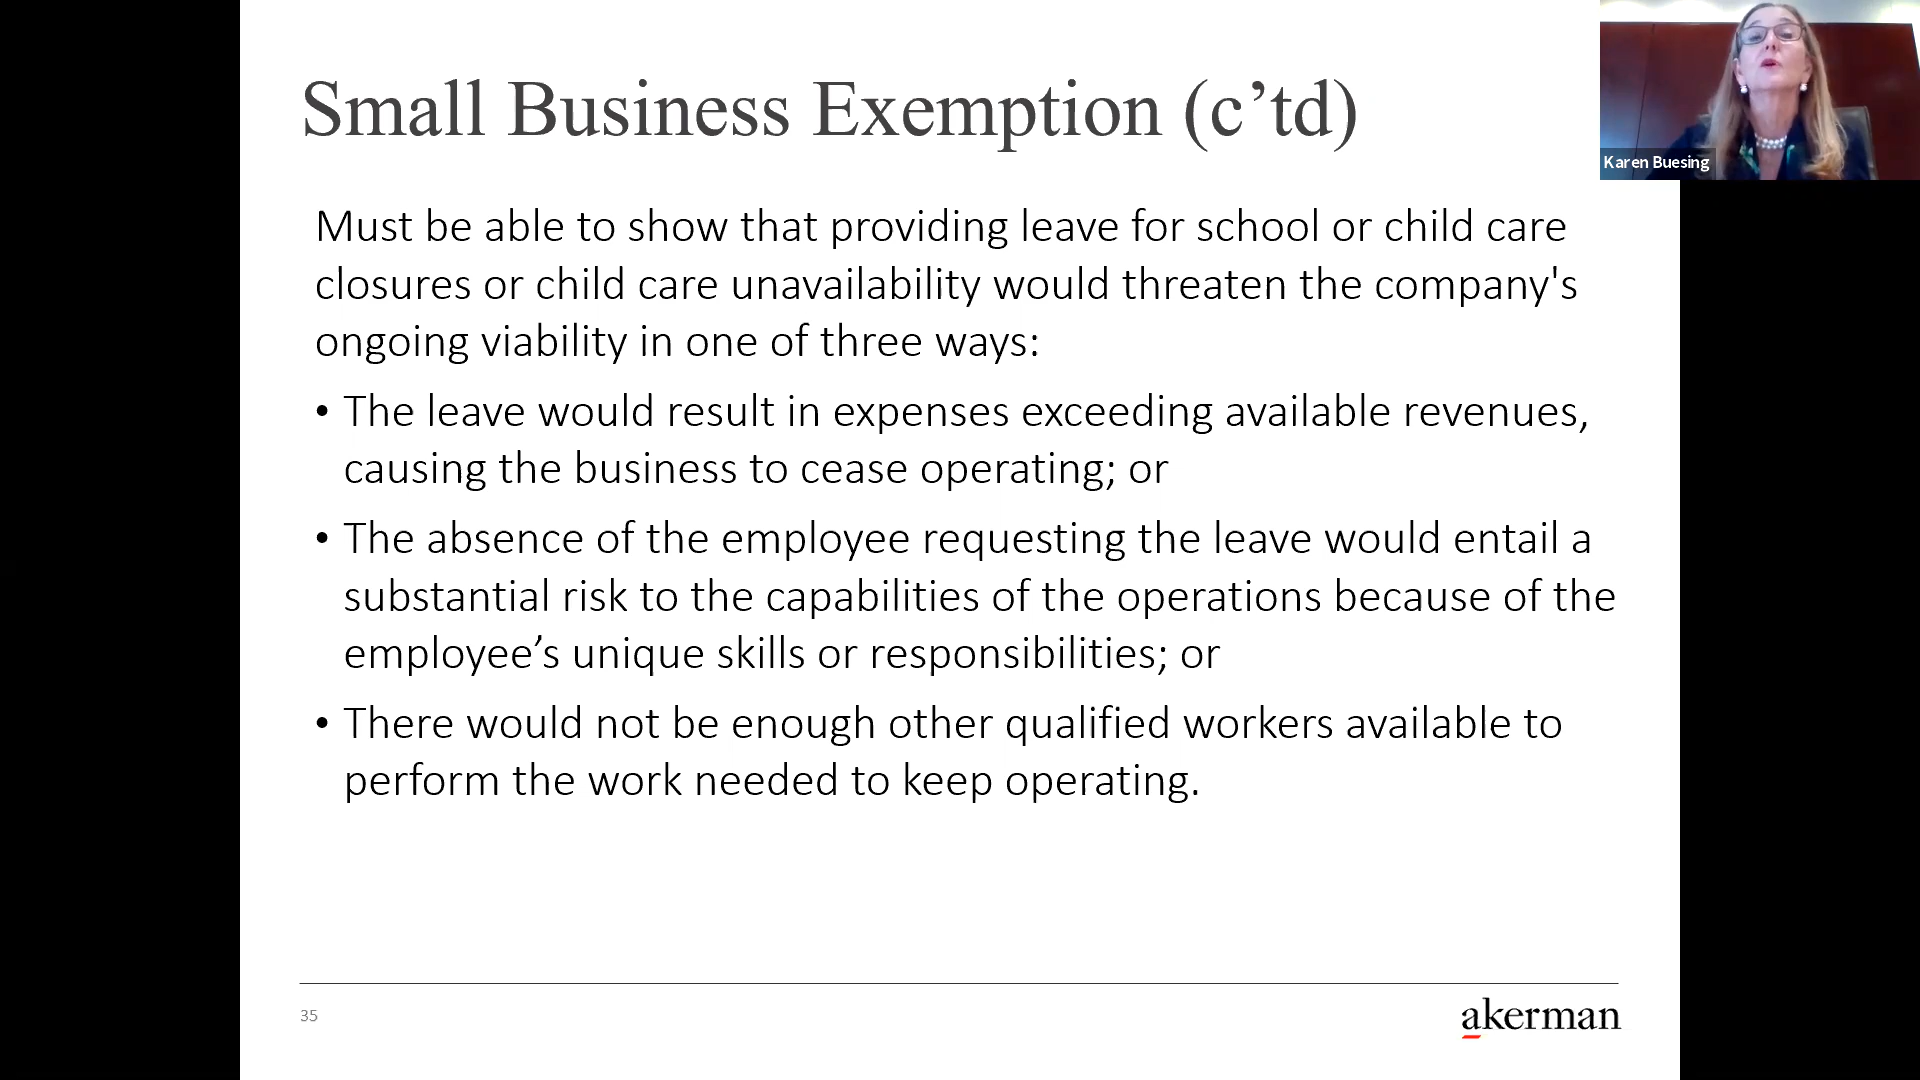 Small Business Exemption (c’td)
Karen Buesing
Must be able to show that providing leave for school or child care
closures or child care unavailability would threaten the company's
ongoing viability in one of three ways:
• The leave would result in expenses exceeding available revenues,
causing the business to cease operating; or
• The absence of the employee requesting the leave would entail a
substantial risk to the capabilities of the operations because of the
employee’s unique skills or responsibilities; or
• There would not be enough other qualified workers available to
perform the work needed to keep operating.
35
akerman